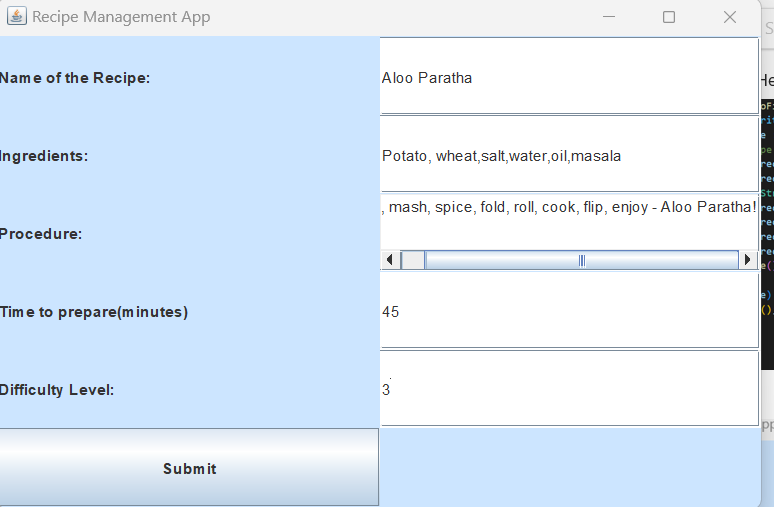 Recipe Management App
Name of the Recipe: Aloo Paratha
Ingredients: Potato, wheat,salt,water,oil,masala
Procedure: , mash, spice, fold, roll, cook, flip, enjoy - Aloo Paratha!
Time to prepare(minutes) 45
Difficulty Level: 3
Submit